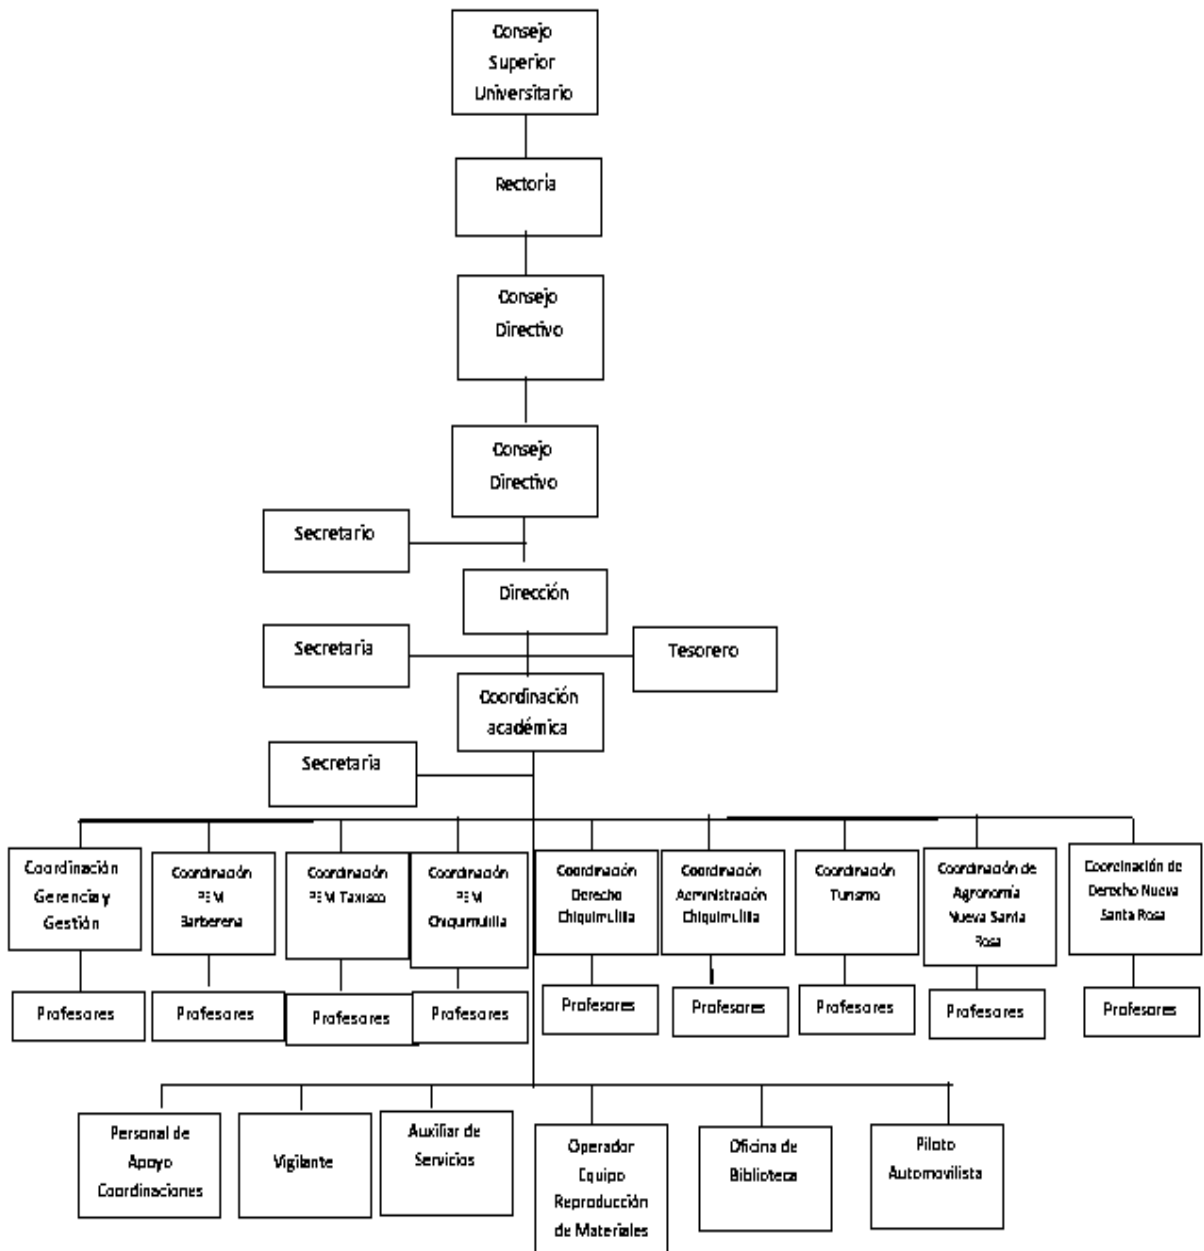 Consejo
Superior
Universitario
Rectoría
Consejo
Directivo
Consejo
Directivo
Secretario
Dirección
Secretaria
Tesorero
Coordinación
académica
Secretaria
Coordinación
Gerencia y
Gestión
Coordinación
PEM
Barberena
Coordinación
PEM Taxisco
Coordinación
PEM
Chiquimulilla
Coordinación
Derecho
Chiquimulilla
Coordinación
Administración
Chiquimulilla
Coordinación
Turismo
Coordinación de
Agronomía
Nueva Santa
Rosa
Coordinación de
Derecho Nueva
Santa Rosa
Profesores
Profesores
Profesores
Profesores
Profesores
Profesores
Profesores
Profesores
Profesores
Personal de
Apoyo
Coordinaciones
Vigilante
Auxiliar de
Servicios
Operador
Equipo
Reproducción
de Materiales
Oficina de
Biblioteca
Piloto
Automovilista